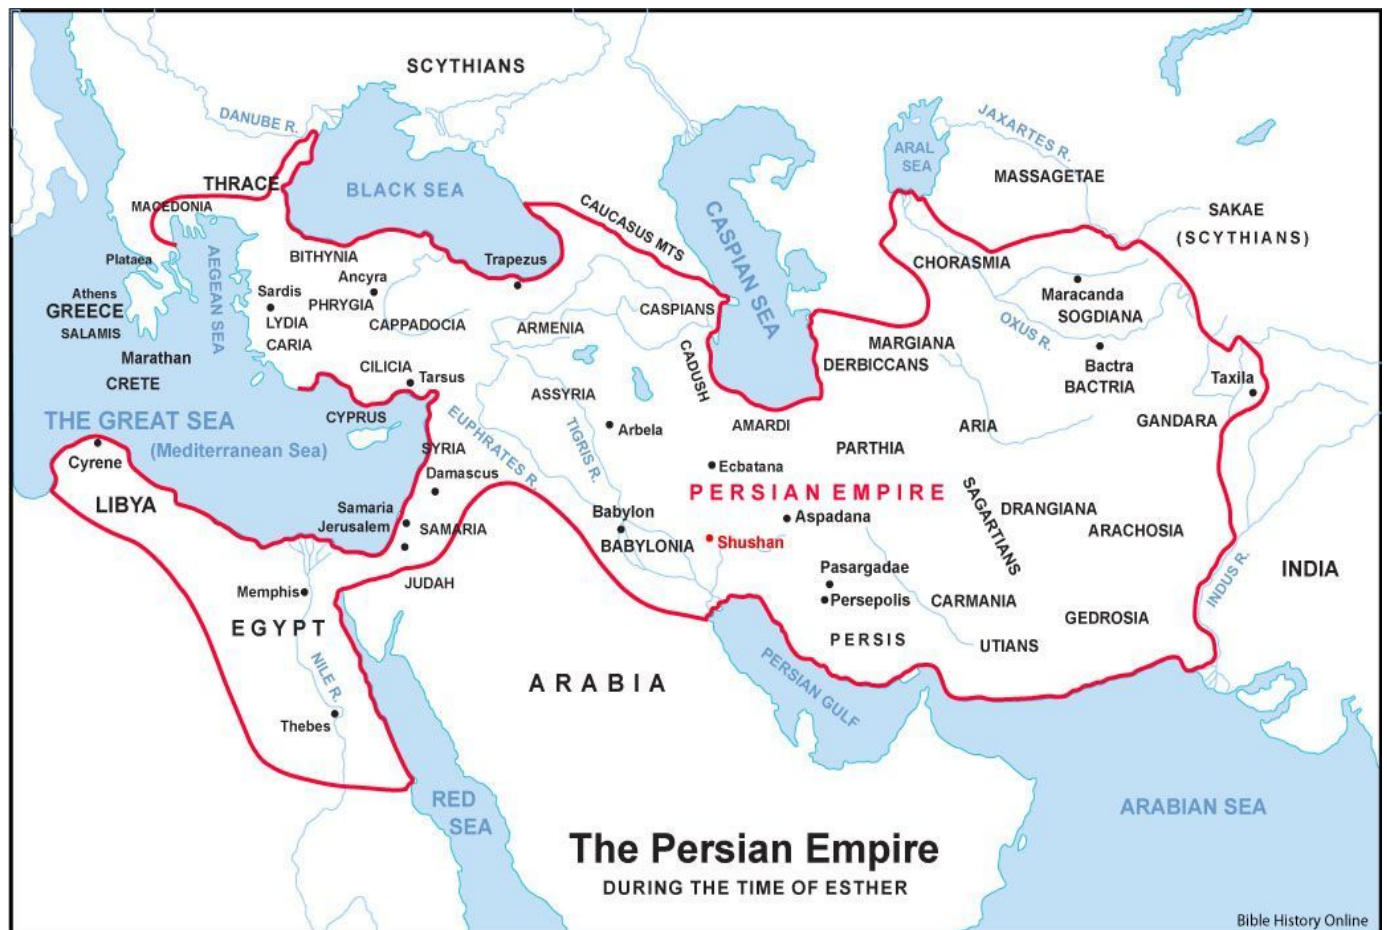 SCYTHIANS
DANUBE R.
JAXARTES R.
ARAL
SEA
THRACE
BLACK SEA
MASSAGETAE
MACEDONIA
CAUCASUS MTS
CASPIAN SEA
SAKAE
(SCYTHIANS)
Plataea
AEGEAN SEA
BITHYNIA
Ancyra
Trapezus
CHORASMIA
Athens
GREECE
SALAMIS
Sardis
PHRYGIA
LYDIA
CARIA
CAPPADOCIA
ARMENIA
CASPIANS
Maracanda
SOGDIANA
OXUS R.
MARGIANA
DERBICCANS
Marathan
CRETE
CILICIA
Tarsus
CADUSH
Bactra
BACTRIA
Taxila
ASSYRIA
THE GREAT SEA
(Mediterranean Sea)
CYPRUS
EUPHRATES R.
TIGRIS R.
Arbela
AMARDI
ARIA
GANDARA
Cyrene
SYRIA
Damascus
PARTHIA
Ecbatana
LIBYA
PERSIAN EMPIRE
SAGARTIANS
DRANGIANA
ARACHOSIA
Samaria
Jerusalem
SAMARIA
Babylon
BABYLONIA
Aspadana
Shushan
JUDAH
Memphis
EGYPT
Pasargadae
Persepolis
CARMANIA
INDUS R.
INDIA
GEDROSIA
PERSIS
UTIANS
NILE R.
ARABIA
PERSIAN GULF
Thebes
RED
SEA
ARABIAN SEA
The Persian Empire
DURING THE TIME OF ESTHER
Bible History Online